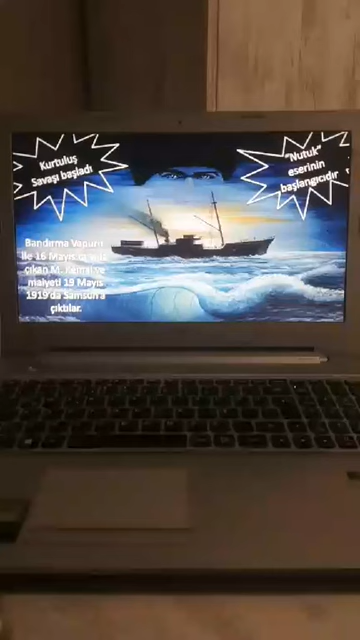 Kurtuluş
Savaşı başladı
"Nutuk"
eserinin
başlangıcıdır
Bandırma Vapuru
ile 16 Mayıs
çıkan M. Kemal ve
maiyeti 19 Mayıs
1919'da Samsun'a
çıktılar.